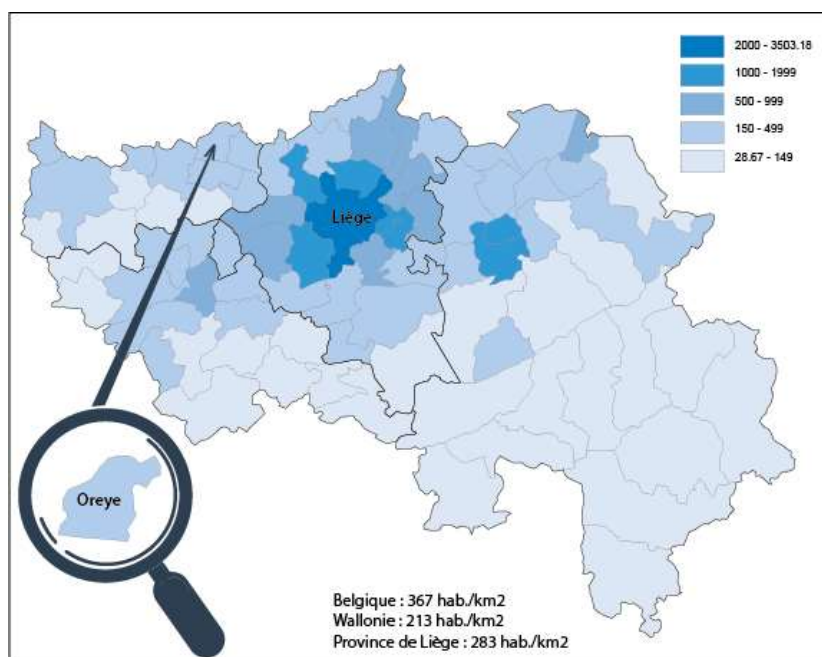 2000 - 3503.18
1000 - 1999
500 - 999
150 - 499
28.67 - 149
Liège
Oreye
Belgique : 367 hab./km2
Wallonie : 213 hab./km2
Province de Liège : 283 hab./km2